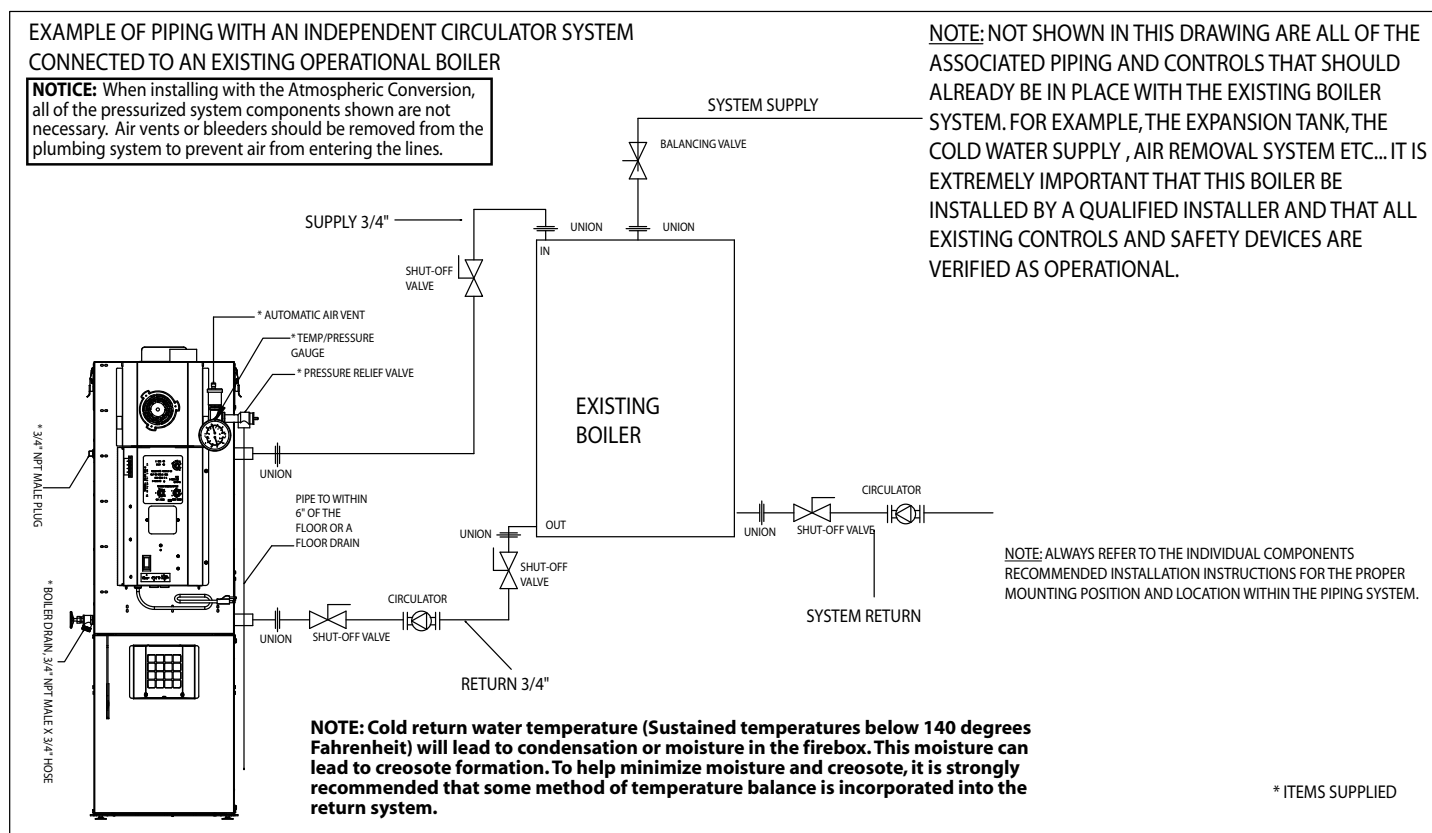 EXAMPLE OF PIPING WITH AN INDEPENDENT CIRCULATOR SYSTEM
CONNECTED TO AN EXISTING OPERATIONAL BOILER
NOTICE: When installing with the Atmospheric Conversion,
all of the pressurized system components shown are not
necessary. Air vents or bleeders should be removed from the
plumbing system to prevent air from entering the lines.
NOTE: NOT SHOWN IN THIS DRAWING ARE ALL OF THE
ASSOCIATED PIPING AND CONTROLS THAT SHOULD
ALREADY BE IN PLACE WITH THE EXISTING BOILER
SYSTEM. FOR EXAMPLE, THE EXPANSION TANK, THE
COLD WATER SUPPLY , AIR REMOVAL SYSTEM ETC... IT IS
EXTREMELY IMPORTANT THAT THIS BOILER BE
INSTALLED BY A QUALIFIED INSTALLER AND THAT ALL
EXISTING CONTROLS AND SAFETY DEVICES ARE
VERIFIED AS OPERATIONAL.
SYSTEM SUPPLY
BALANCING VALVE
SUPPLY 3/4"
UNION
UNION
IN
SHUT-OFF
VALVE
* AUTOMATIC AIR VENT
* TEMP/PRESSURE
GAUGE
* PRESSURE RELIEF VALVE
EXISTING
BOILER
* 3/4" NPT MALE PLUG
UNION
PIPE TO WITHIN
6" OF THE
FLOOR OR A
FLOOR DRAIN
OUT
UNION
SHUT-OFF
VALVE
CIRCULATOR
UNION
SHUT-OFF VALVE
SYSTEM RETURN
NOTE: ALWAYS REFER TO THE INDIVIDUAL COMPONENTS
RECOMMENDED INSTALLATION INSTRUCTIONS FOR THE PROPER
MOUNTING POSITION AND LOCATION WITHIN THE PIPING SYSTEM.
* BOILER DRAIN, 3/4" NPT MALE X 3/4" HOSE
UNION
SHUT-OFF VALVE
CIRCULATOR
RETURN 3/4"
NOTE: Cold return water temperature (Sustained temperatures below 140 degrees
Fahrenheit) will lead to condensation or moisture in the firebox. This moisture can
lead to creosote formation. To help minimize moisture and creosote, it is strongly
recommended that some method of temperature balance is incorporated into the
return system.
* ITEMS SUPPLIED